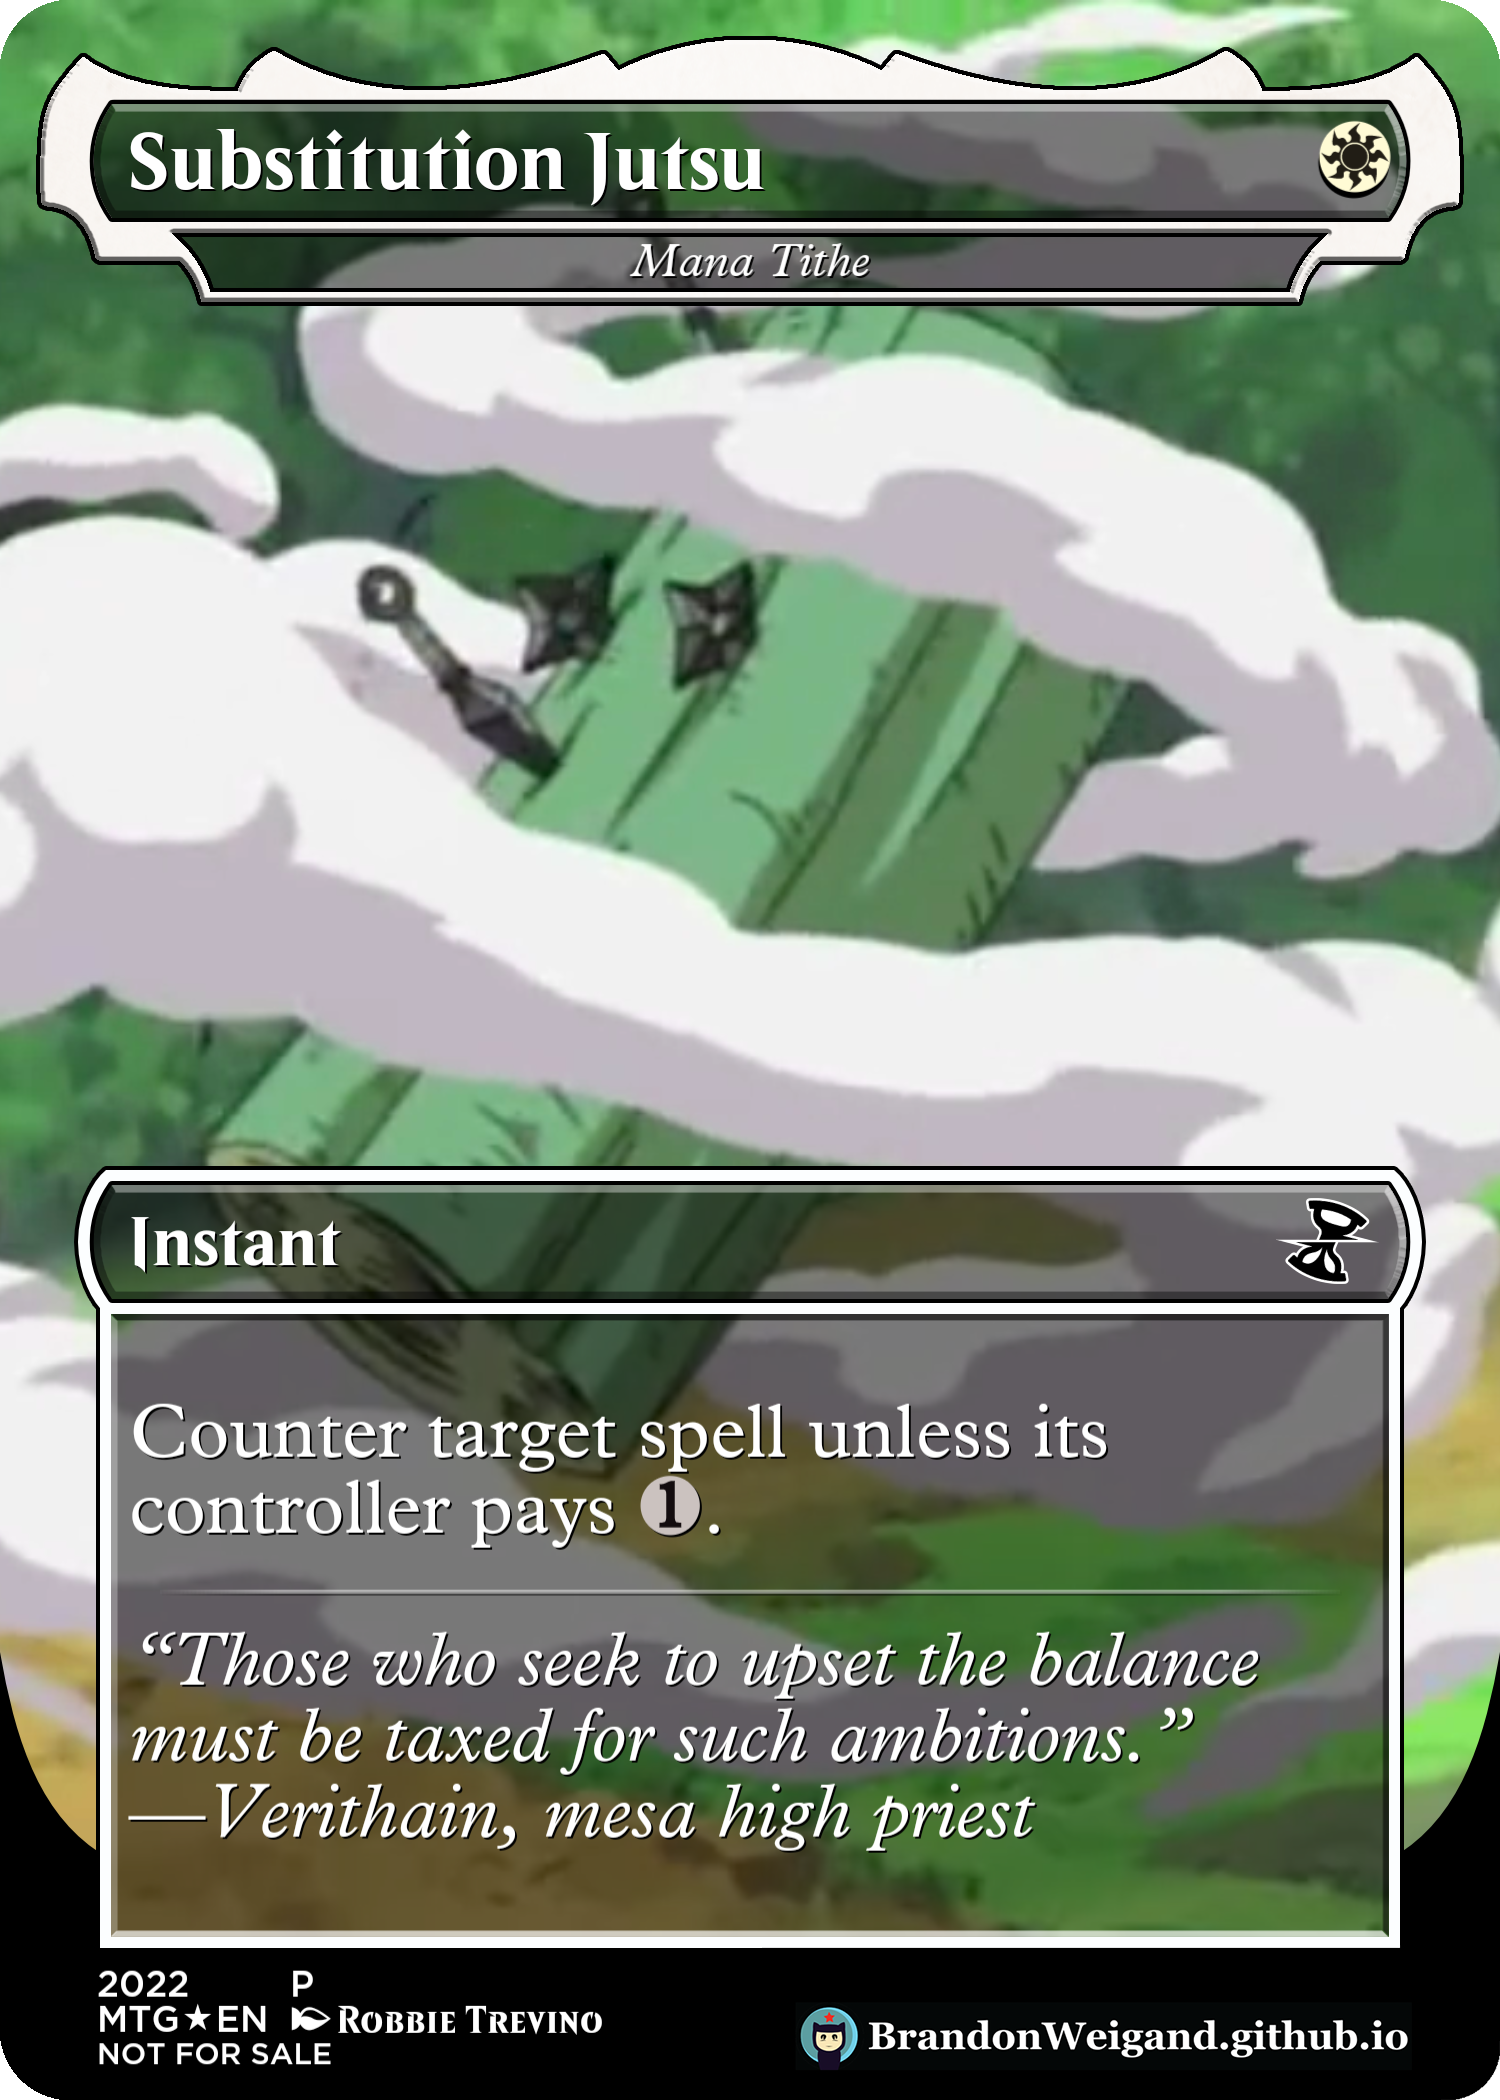 Substitution Jutsu
Mana Tithe
Instant
Counter target spell unless its
controller pays 1.
“Those who seek to upset the balance
must be taxed for such ambitions.”
—Verithain, mesa high priest
2022 P
MTG★EN Robbie Trevino
NOT FOR SALE
BrandonWeigand.github.io